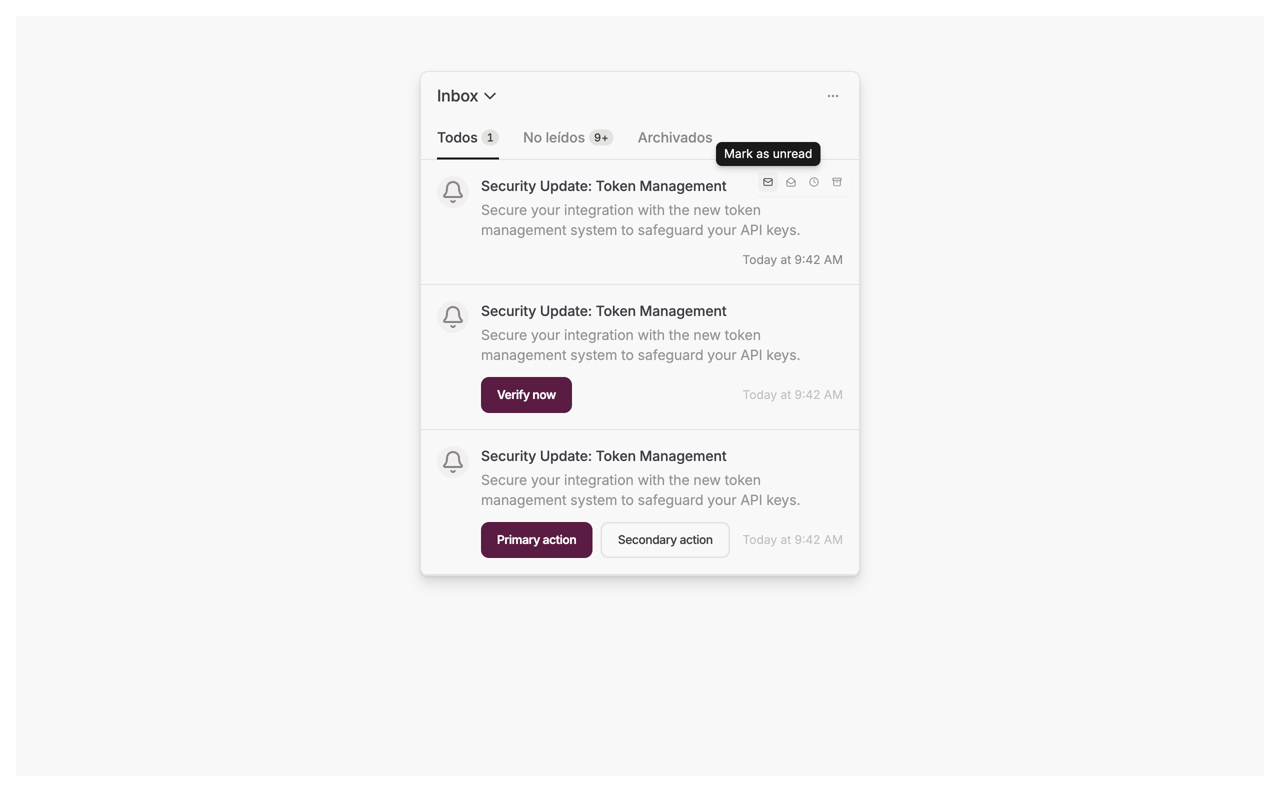 Inbox
Todos 1 No leídos 9+ Archivados
Mark as unread
Security Update: Token Management
Secure your integration with the new token
management system to safeguard your API keys.
Today at 9:42 AM
Security Update: Token Management
Secure your integration with the new token
management system to safeguard your API keys.
Verify now Today at 9:42 AM
Security Update: Token Management
Secure your integration with the new token
management system to safeguard your API keys.
Primary action Secondary action Today at 9:42 AM